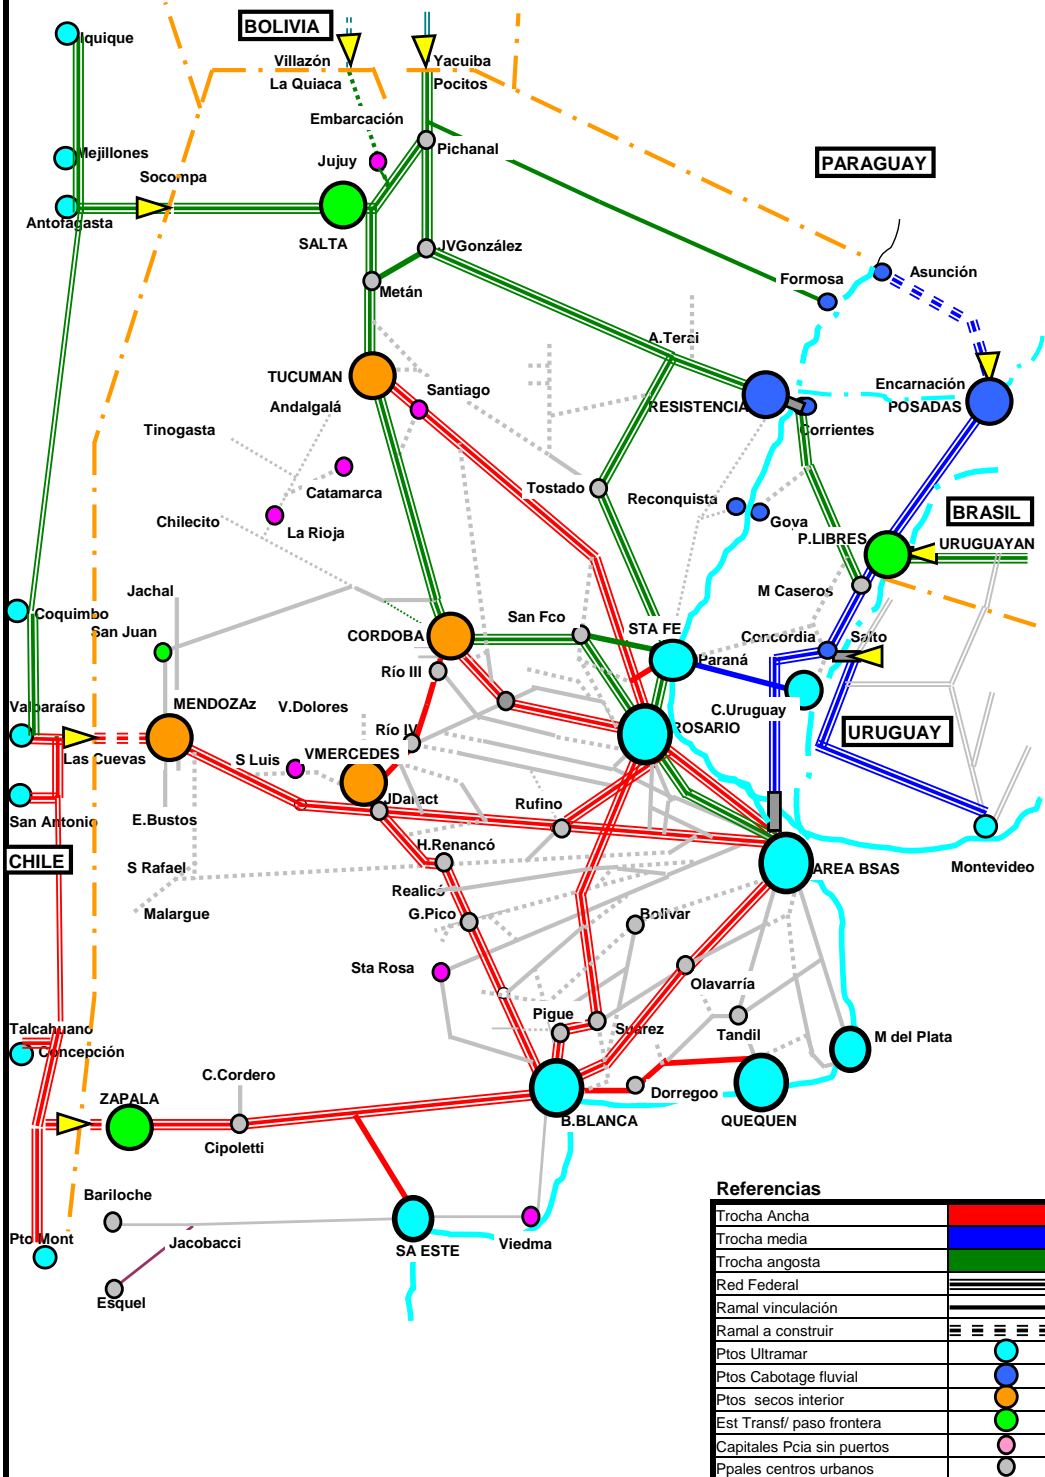 BOLIVIA
Iquique
Villazón
La Quiaca
Yacuiba
Pocitos
Embarcación
Pichanal
Jujuy
Mejillones
Socompa
PARAGUAY
Antofagasta
SALTA
JVGonzález
Metán
Formosa
Asunción
A.Terai
TUCUMAN
Santiago
Andalgalá
Encarnación
RESISTENCIA
POSADAS
Tinogasta
Corrientes
Catamarca
Tostado
Reconquista
Goya
Chilecito
La Rioja
BRASIL
P.LIBRES
URUGUAYAN
Jachal
M Caseros
Coquimbo
San Juan
CORDOBA
San Fco
STA FE
Concordia
Salto
Río III
Paraná
Valparaíso
MENDOZAz
V.Dolores
C.Uruguay
Río IV
ROSARIO
URUGUAY
Las Cuevas
S Luis
VMERCEDES
JDaract
Rufino
San Antonio
E.Bustos
CHILE
H.Renancó
S Rafael
AREA BSAS
Montevideo
Realicó
Malargue
G.Pico
Bolivar
Sta Rosa
Olavarría
Pigue
Talcahuano
Suarez
Tandil
M del Plata
Concepción
C.Cordero
ZAPALA
Dorregoo
B.BLANCA
QUEQUEN
Cipoletti
Bariloche
Referencias
Pto Mont
Jacobacci
SA ESTE
Viedma
Esquel
Trocha Ancha
Trocha media
Trocha angosta
Red Federal
Ramal vinculación
Ramal a construir
Ptos Ultramar
Ptos Cabotage fluvial
Ptos secos interior
Est Transf/ paso frontera
Capitales Pcia sin puertos
Ppales centros urbanos